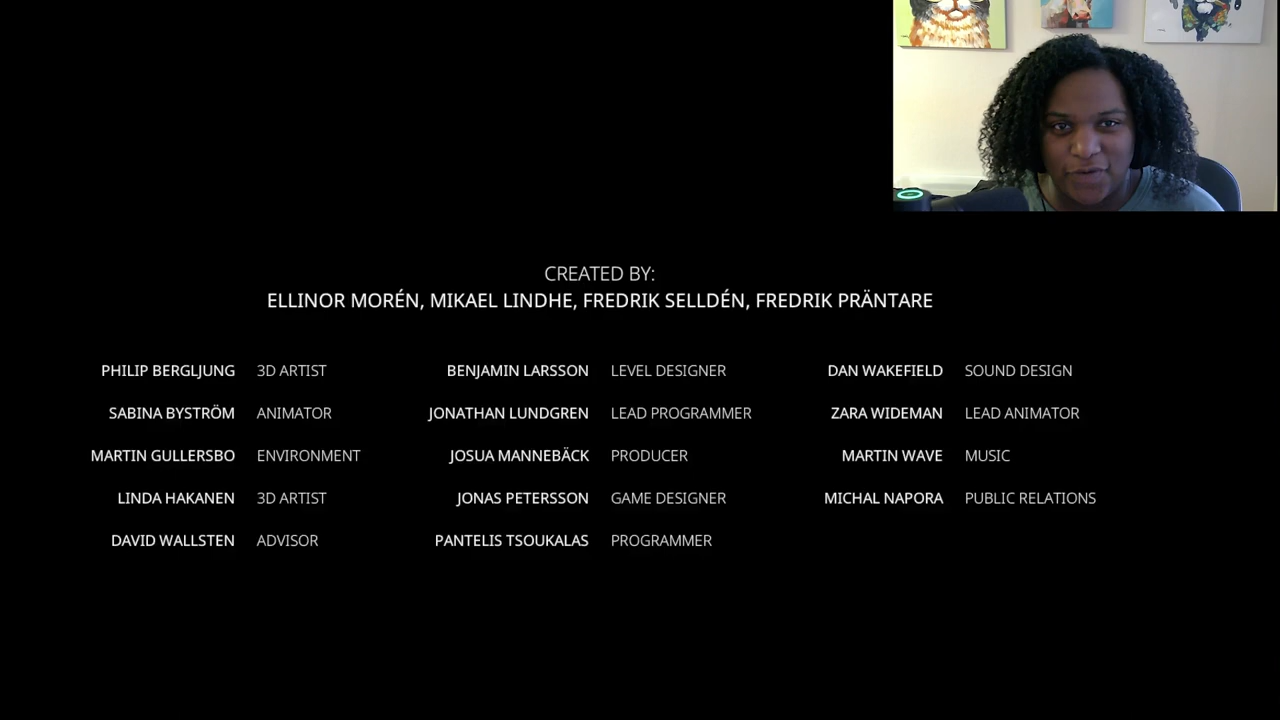 CREATED BY:
ELLINOR MORÉN, MIKAEL LINDHE, FREDRIK SELLDÉN, FREDRIK PRÄNTARE
PHILIP BERGLJUNG 3D ARTIST
SABINA BYSTRÖM ANIMATOR
MARTIN GULLERSBO ENVIRONMENT
LINDA HAKANEN 3D ARTIST
DAVID WALLSTEN ADVISOR
BENJAMIN LARSSON LEVEL DESIGNER
JONATHAN LUNDGREN LEAD PROGRAMMER
JOSUA MANNEBÄCK PRODUCER
JONAS PETERSSON GAME DESIGNER
PANTELIS TSOUKALAS PROGRAMMER
DAN WAKEFIELD SOUND DESIGN
ZARA WIDEMAN LEAD ANIMATOR
MARTIN WAVE MUSIC
MICHAL NAPORA PUBLIC RELATIONS